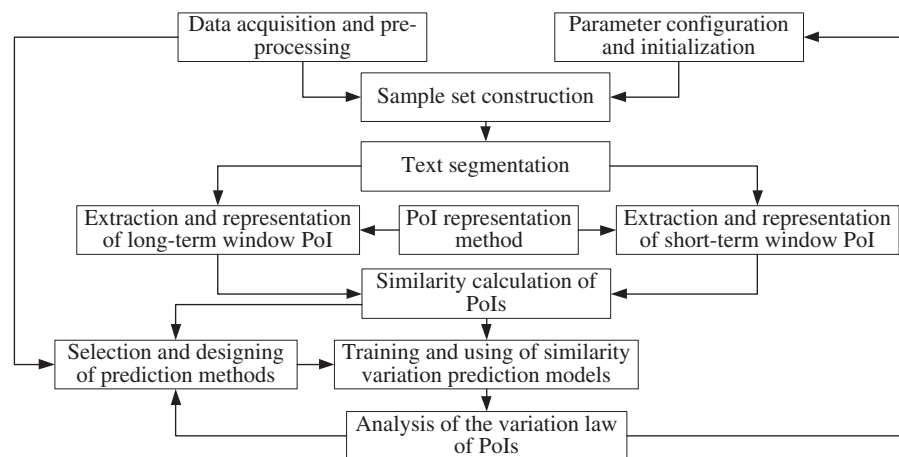 Data acquisition and pre-
processing
Parameter configuration
and initialization
Sample set construction
Text segmentation
Extraction and representation
of long-term window PoI
PoI representation
method
Extraction and representation
of short-term window PoI
Similarity calculation of
PoIs
Selection and designing
of prediction methods
Training and using of similarity
variation prediction models
Analysis of the variation law
of PoIs